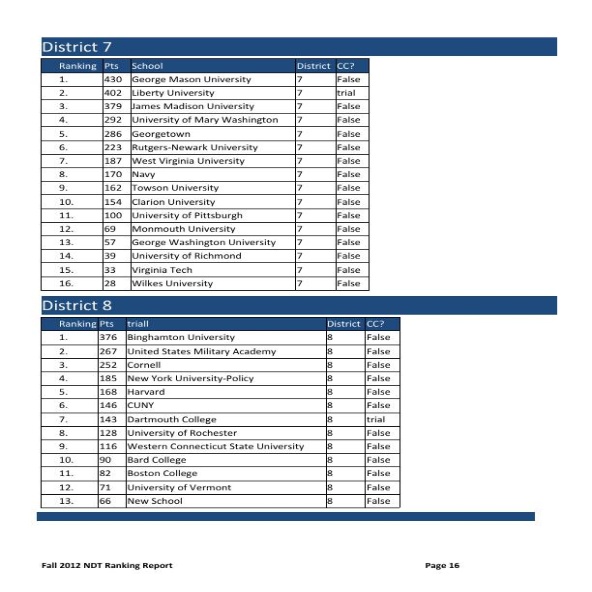 District 7
Ranking Pts School District CC?
1. 430 George Mason University 7 False
2. 402 Liberty University 7 trial
3. 379 James Madison University 7 False
4. 292 University of Mary Washington 7 False
5. 286 Georgetown 7 False
6. 223 Rutgers-Newark University 7 False
7. 187 West Virginia University 7 False
8. 170 Navy 7 False
9. 162 Towson University 7 False
10. 154 Clarion University 7 False
11. 100 University of Pittsburgh 7 False
12. 69 Monmouth University 7 False
13. 57 George Washington University 7 False
14. 39 University of Richmond 7 False
15. 33 Virginia Tech 7 False
16. 28 Wilkes University 7 False
District 8
Ranking Pts triall District CC?
1. 376 Binghamton University 8 False
2. 267 United States Military Academy 8 False
3. 252 Cornell 8 False
4. 185 New York University-Policy 8 False
5. 168 Harvard 8 False
6. 146 CUNY 8 False
7. 143 Dartmouth College 8 trial
8. 128 University of Rochester 8 False
9. 116 Western Connecticut State University 8 False
10. 90 Bard College 8 False
11. 82 Boston College 8 False
12. 71 University of Vermont 8 False
13. 66 New School 8 False
Fall 2012 NDT Ranking Report Page 16